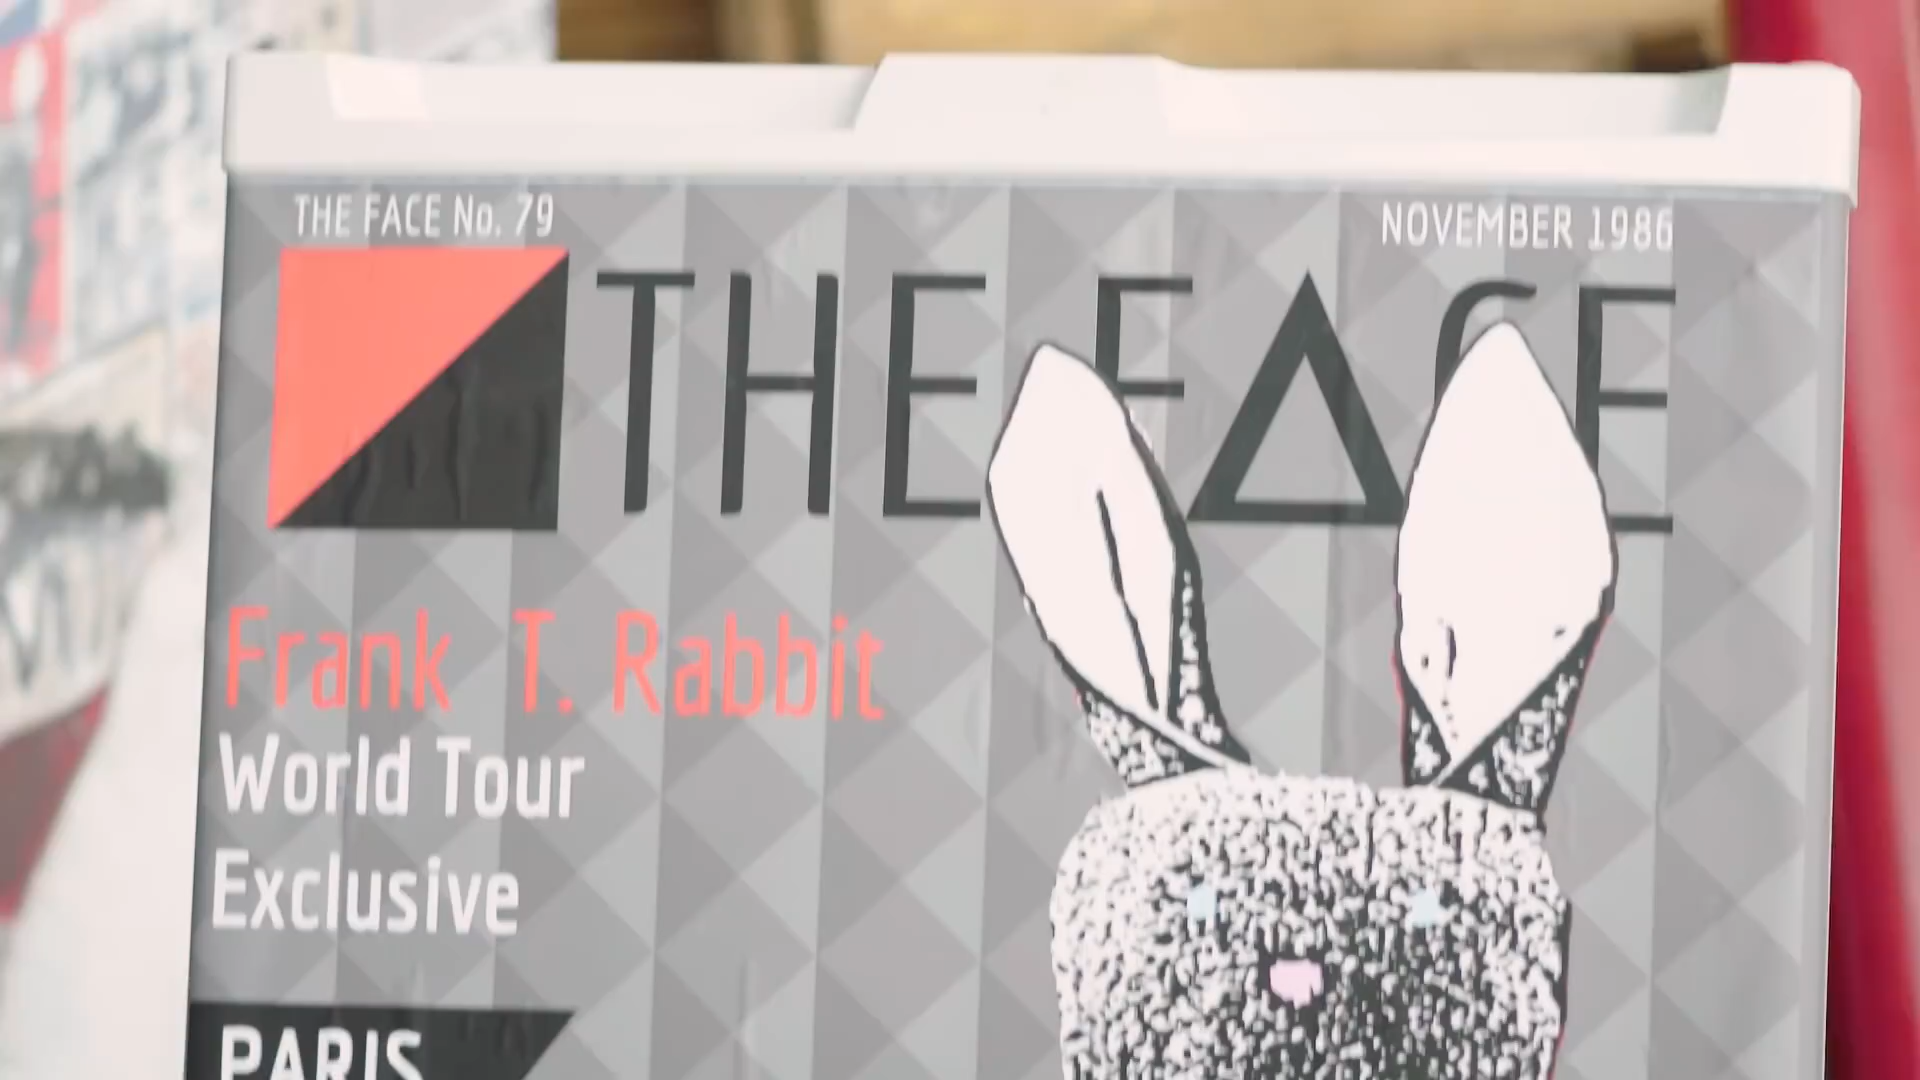 THE FACE No. 79
NOVEMBER 1986
THE FACE
Frank T. Rabbit
World Tour
Exclusive
PARIS